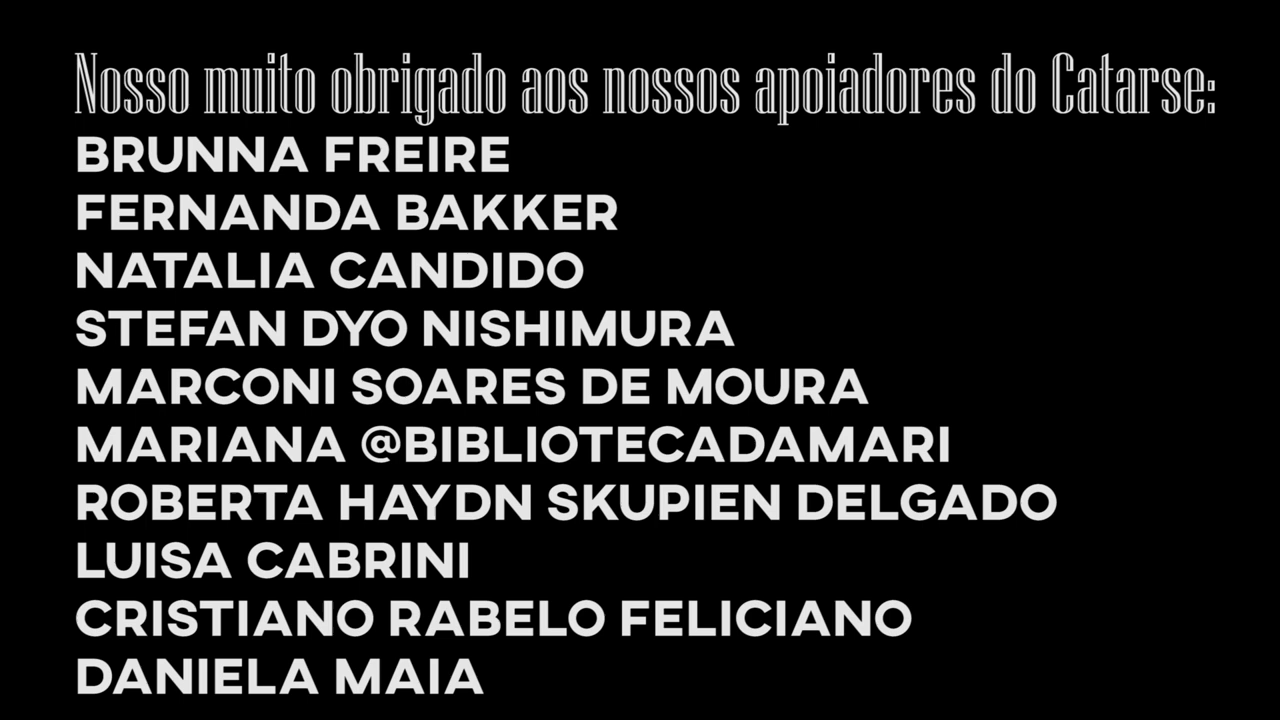 Nosso muito obrigado aos nossos apoiadores do Catarse:
BRUNNA FREIRE
FERNANDA BAKKER
NATALIA CANDIDO
STEFAN DYO NISHIMURA
MARCONI SOARES DE MOURA
MARIANA @BIBLIOTECADAMARI
ROBERTA HAYDN SKUPIEN DELGADO
LUISA CABRINI
CRISTIANO RABELO FELICIANO
DANIELA MAIA